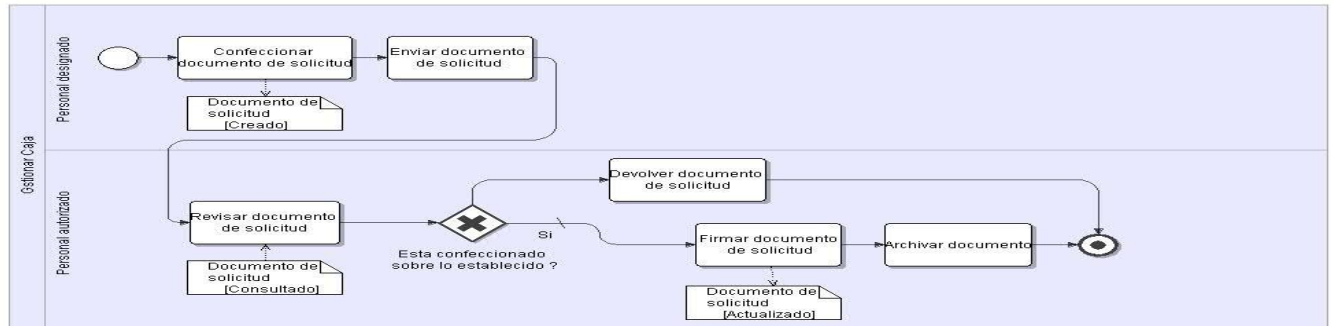 Gstionar Caja
Personal designado
Confeccionar
documento de solicitud
Enviar documento
de solicitud
Documento de
solicitud
[Creado]
Personal autorizado
Devolver documento
de solicitud
Revisar documento
de solicitud
Esta confeccionado
sobre lo establecido ?
Si
Firmar documento
de solicitud
Archivar documento
Documento de
solicitud
[Consultado]
Documento de
solicitud
[Actualizado]